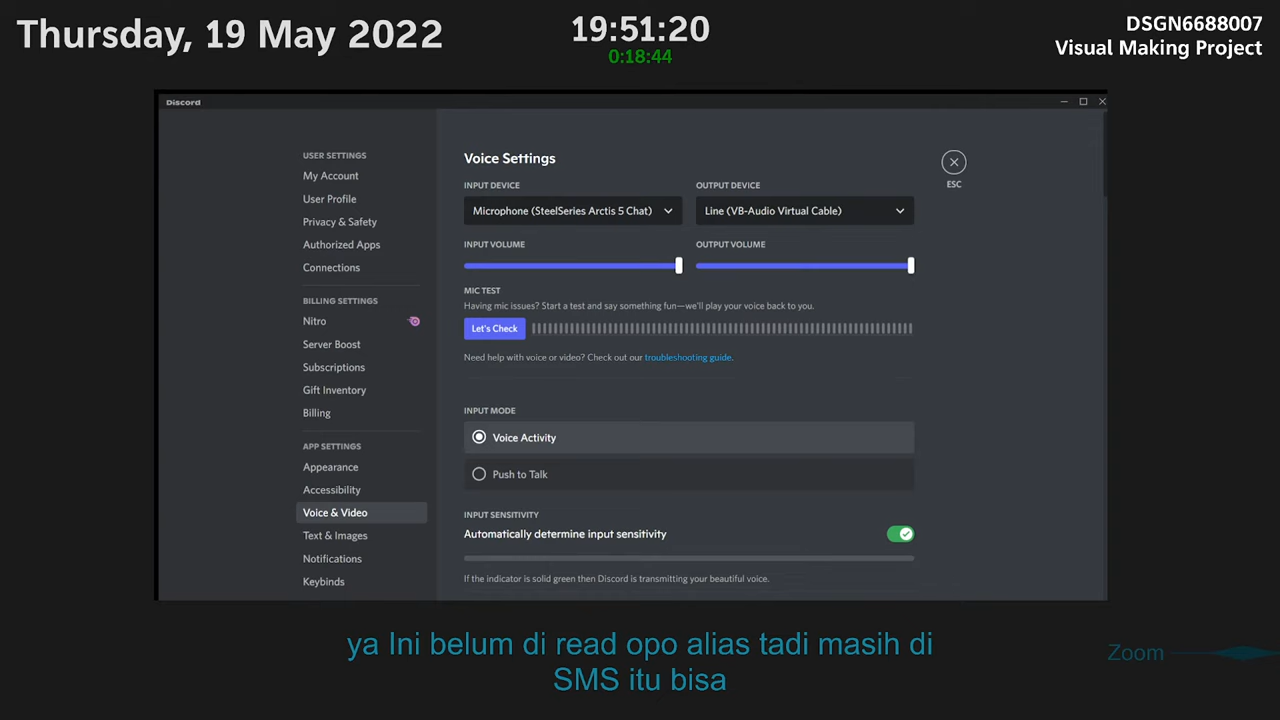 Thursday, 19 May 2022
19:51:20
0:18:44
DSGN6688007
Visual Making Project
Discord
USER SETTINGS
My Account
User Profile
Privacy & Safety
Authorized Apps
Connections
BILLING SETTINGS
Nitro
Server Boost
Subscriptions
Gift Inventory
Billing
APP SETTINGS
Appearance
Accessibility
Voice & Video
Text & Images
Notifications
Keybinds
Voice Settings
ESC
INPUT DEVICE
OUTPUT DEVICE
Microphone (SteelSeries Arctis 5 Chat)
Line (VB-Audio Virtual Cable)
INPUT VOLUME
OUTPUT VOLUME
MIC TEST
Having mic issues? Start a test and say something fun—we'll play your voice back to you.
Let's Check
Need help with voice or video? Check out our troubleshooting guide.
INPUT MODE
Voice Activity
Push to Talk
INPUT SENSITIVITY
Automatically determine input sensitivity
If the indicator is solid green then Discord is transmitting your beautiful voice.
ya Ini belum di read opo alias tadi masih di
SMS itu bisa
Zoom